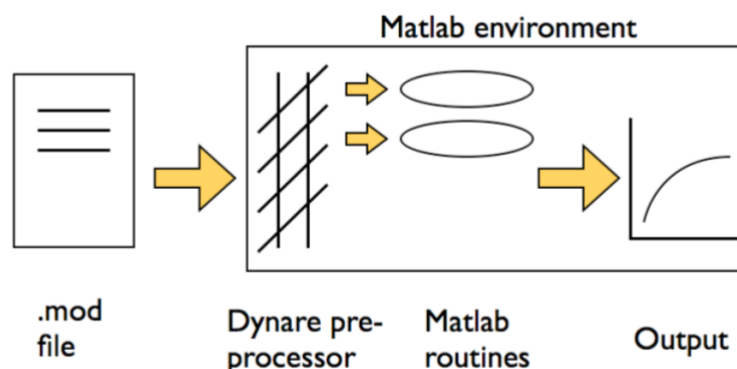 Matlab environment
.mod
file
Dynare pre-
processor
Matlab
routines
Output